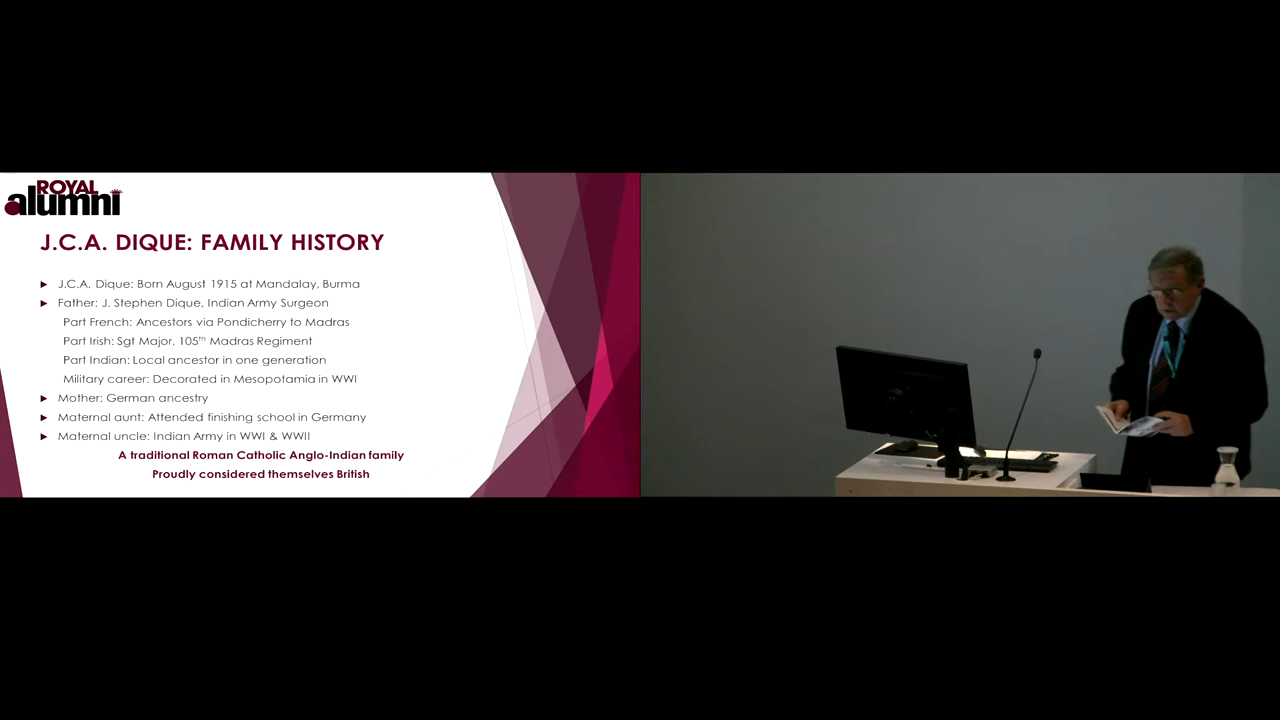 ROYAL
alumni
J.C.A. DIQUE: FAMILY HISTORY
J.C.A. Dique: Born August 1915 at Mandalay, Burma
Father: J. Stephen Dique, Indian Army Surgeon
Part French: Ancestors via Pondicherry to Madras
Part Irish: Sgt Major, 105th Madras Regiment
Part Indian: Local ancestor in one generation
Military career: Decorated in Mesopotamia in WWI
Mother: German ancestry
Maternal aunt: Attended finishing school in Germany
Maternal uncle: Indian Army in WWI & WWII
A traditional Roman Catholic Anglo-Indian family
Proudly considered themselves British